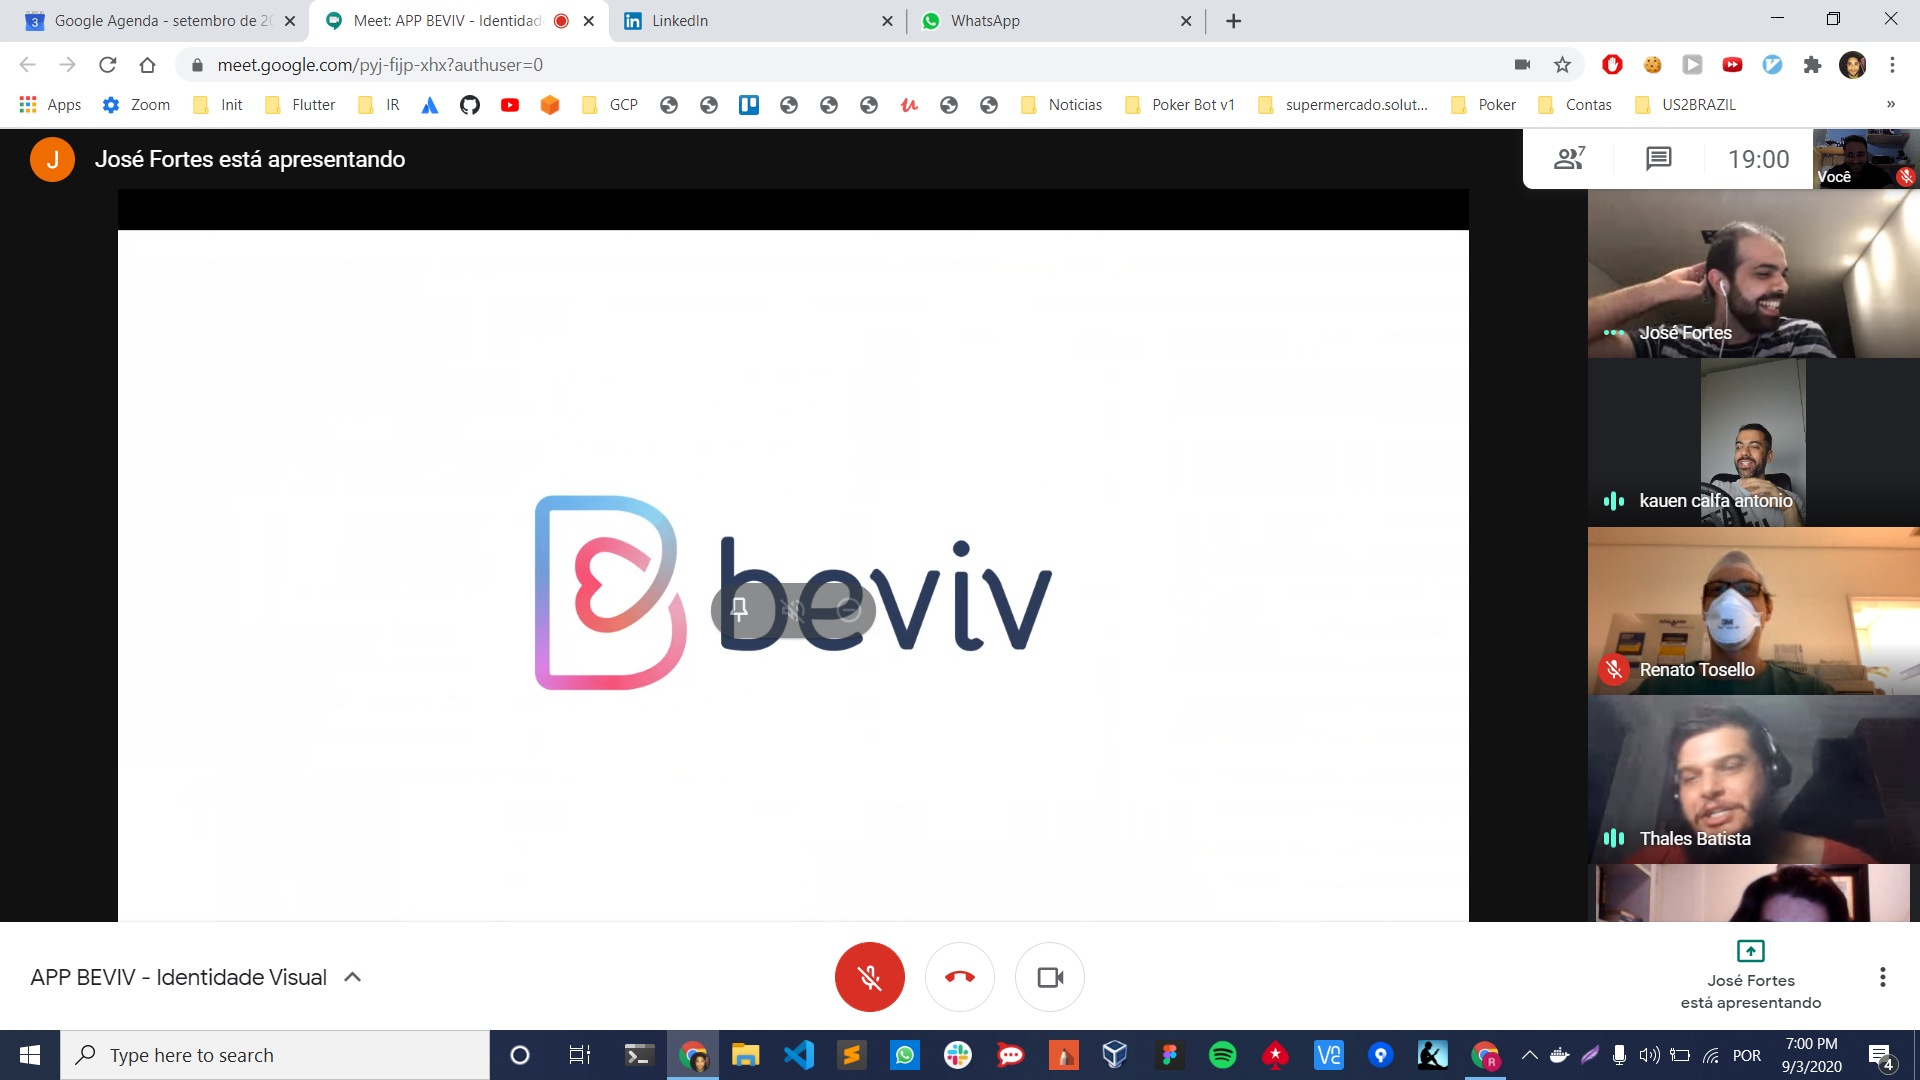 Google Agenda - setembro de 20
Meet: APP BEVIV - Identidad
LinkedIn
WhatsApp
meet.google.com/pyj-fijp-xhx?authuser=0
Apps
Zoom
Init
Flutter
IR
GCP
Noticias
Poker Bot v1
supermercado.solut...
Poker
Contas
US2BRAZIL
»
J
José Fortes está apresentando
7
19:00
Você
José Fortes
beviv
kauen calfa antonio
Renato Tosello
Thales Batista
APP BEVIV - Identidade Visual
José Fortes
está apresentando
Type here to search
POR
7:00 PM
9/3/2020
4